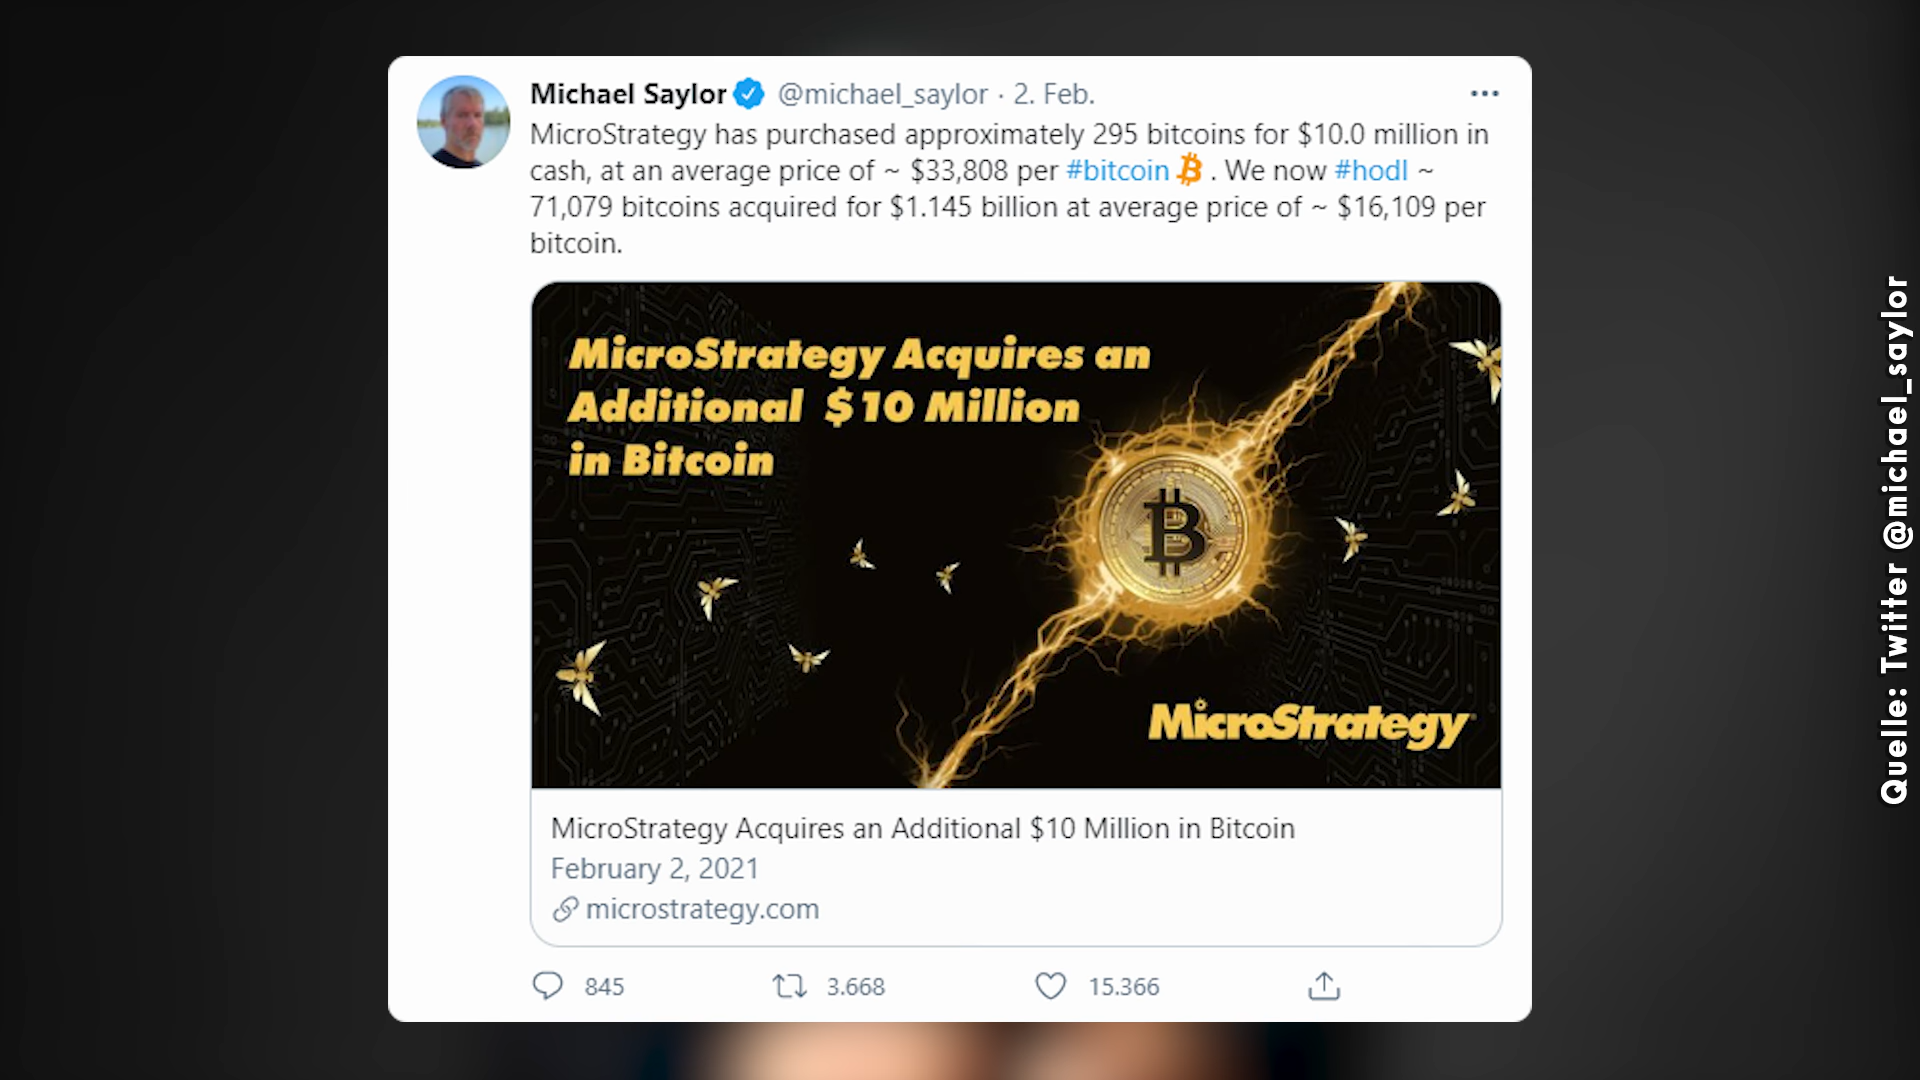 Michael Saylor @michael_saylor · 2. Feb.
MicroStrategy has purchased approximately 295 bitcoins for $10.0 million in
cash, at an average price of ~ $33,808 per #bitcoin . We now #hodl ~
71,079 bitcoins acquired for $1.145 billion at average price of ~ $16,109 per
bitcoin.
MicroStrategy Acquires an
Additional $10 Million
in Bitcoin
MicroStrategy
MicroStrategy Acquires an Additional $10 Million in Bitcoin
February 2, 2021
microstrategy.com
845 3.668 15.366
Quelle: Twitter @michael_saylor